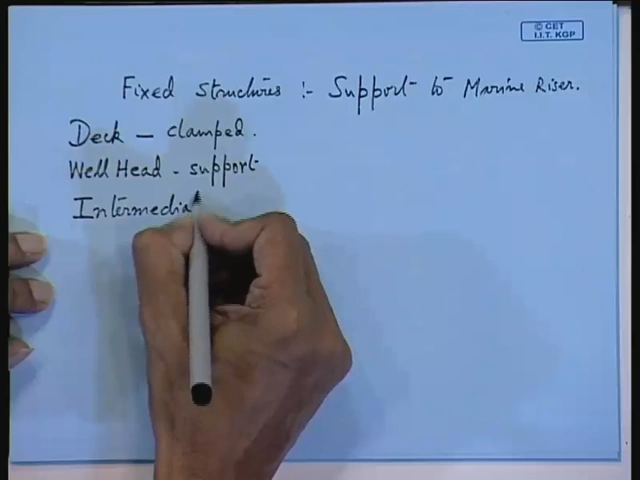 © CET
I.I.T. KGP
Fixed structures :- Support to Marine Riser.
Deck - clamped.
Well Head - support
Intermedia